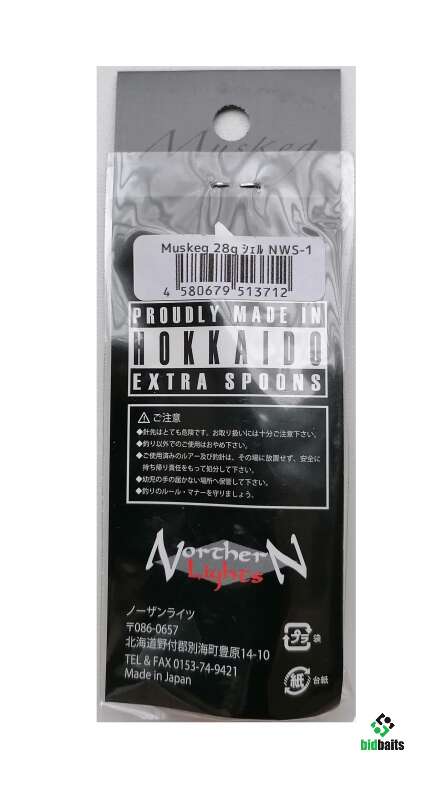 Muskeg
Muskeg 28g ｼｪﾙ NWS-1
4 580679 513712
PROUDLY MADE IN
HOKKAIDO
EXTRA SPOONS
⚠ご注意
◆針先はとても危険です。お取り扱いには十分ご注意下さい。
◆釣り以外でのご使用はおやめ下さい。
◆ご使用済みのルアー及び釣針は、その場に放置せず、安全に
持ち帰り責任をもって処分して下さい。
◆幼児の手の届かない場所へ保管して下さい。
◆釣りのルール・マナーを守りましょう。
NortherN
Lights
ノーザンライツ
〒086-0657
北海道野付郡別海町豊原14-10
TEL & FAX 0153-74-9421
Made in Japan
プラ 袋
紙 台紙
bidbaits